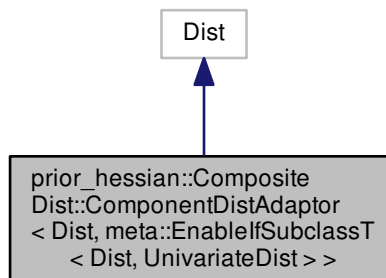 Dist
prior_hessian::Composite
Dist::ComponentDistAdaptor
< Dist, meta::EnableIfSubclassT
< Dist, UnivariateDist > >